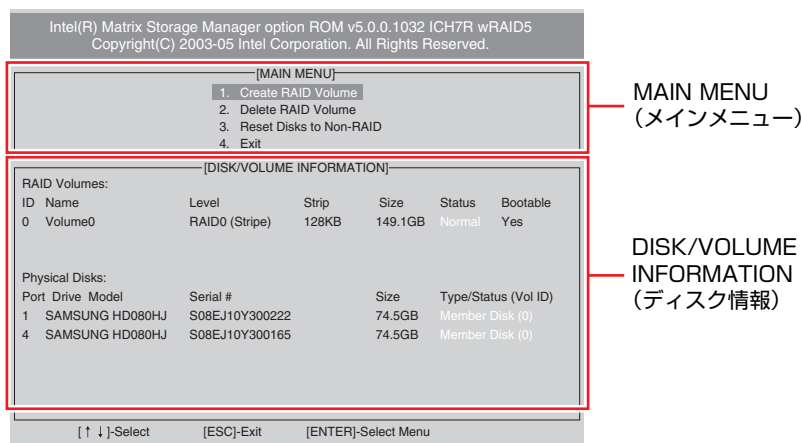 Intel(R) Matrix Storage Manager option ROM v5.0.0.1032 ICH7R wRAID5
Copyright(C) 2003-05 Intel Corporation. All Rights Reserved.
[MAIN MENU]
1. Create RAID Volume
2. Delete RAID Volume
3. Reset Disks to Non-RAID
4. Exit
MAIN MENU
（メインメニュー）
[DISK/VOLUME INFORMATION]
RAID Volumes:
ID Name Level Strip Size Status Bootable
0 Volume0 RAID0 (Stripe) 128KB 149.1GB Normal Yes
Physical Disks:
Port Drive Model Serial # Size Type/Status (Vol ID)
1 SAMSUNG HD080HJ S08EJ10Y300222 74.5GB Member Disk (0)
4 SAMSUNG HD080HJ S08EJ10Y300165 74.5GB Member Disk (0)
DISK/VOLUME
INFORMATION
（ディスク情報）
[↑↓]-Select [ESC]-Exit [ENTER]-Select Menu